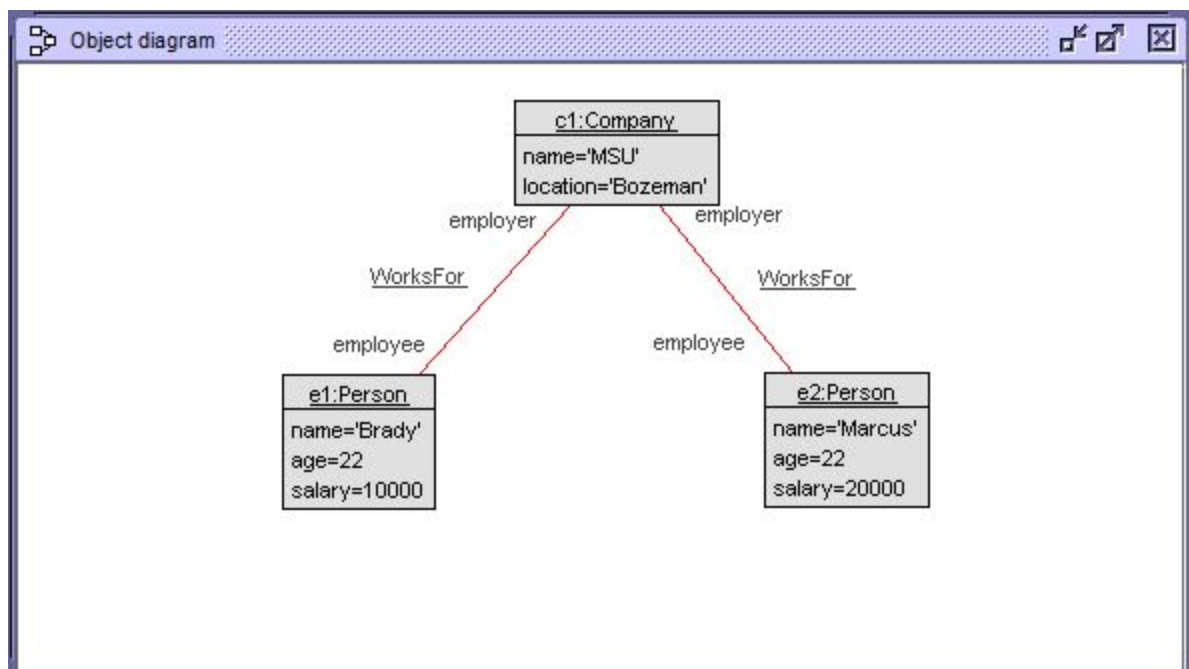 Object diagram
c1:Company
name='MSU'
location='Bozeman'
employer
employer
WorksFor
WorksFor
employee
employee
e1:Person
name='Brady'
age=22
salary=10000
e2:Person
name='Marcus'
age=22
salary=20000